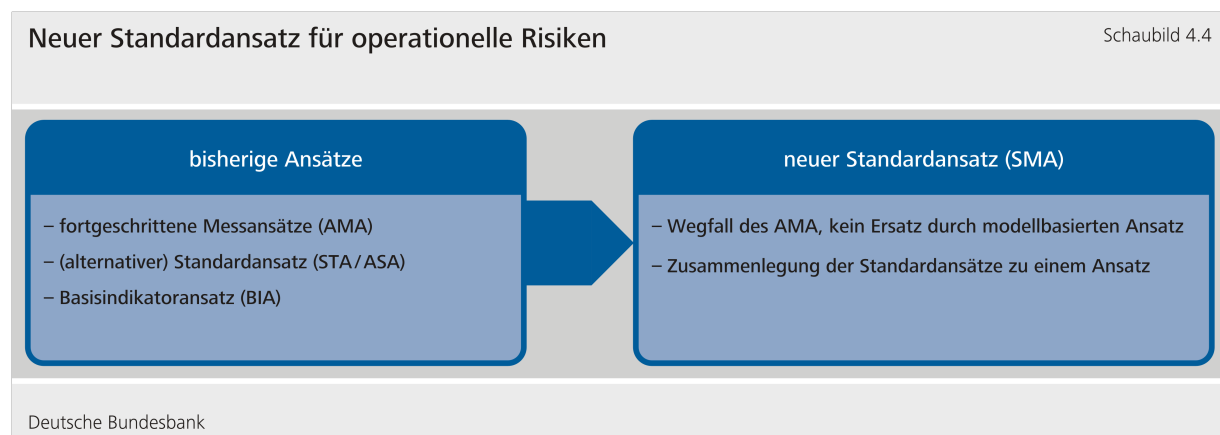 Neuer Standardansatz für operationelle Risiken
Schaubild 4.4
bisherige Ansätze
– fortgeschrittene Messansätze (AMA)
– (alternativer) Standardansatz (STA/ASA)
– Basisindikatoransatz (BIA)
neuer Standardansatz (SMA)
– Wegfall des AMA, kein Ersatz durch modellbasierten Ansatz
– Zusammenlegung der Standardansätze zu einem Ansatz
Deutsche Bundesbank